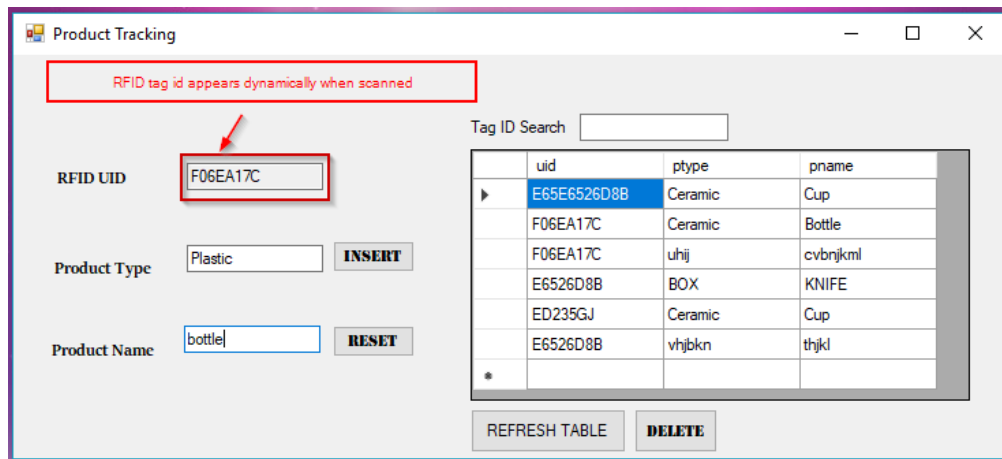 Product Tracking
RFID tag id appears dynamically when scanned
Tag ID Search
RFID UID
F06EA17C
Product Type
Plastic
INSERT
Product Name
bottle
RESET
uid ptype pname
E65E6526D8B Ceramic Cup
F06EA17C Ceramic Bottle
F06EA17C uhij cvbnjkml
E6526D8B BOX KNIFE
ED235GJ Ceramic Cup
E6526D8B vhjbkn thjkl
REFRESH TABLE
DELETE